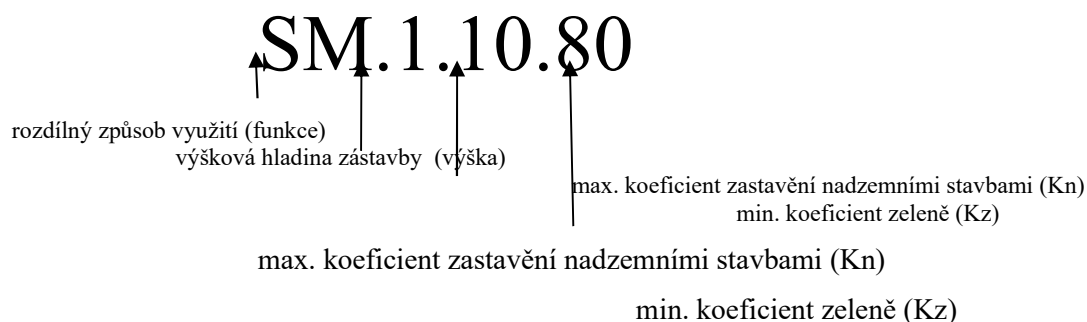 SM.1.10.80
rozdílný způsob využití (funkce)
výšková hladina zástavby (výška)
max. koeficient zastavění nadzemními stavbami (Kn)
min. koeficient zeleně (Kz)
max. koeficient zastavění nadzemními stavbami (Kn)
min. koeficient zeleně (Kz)